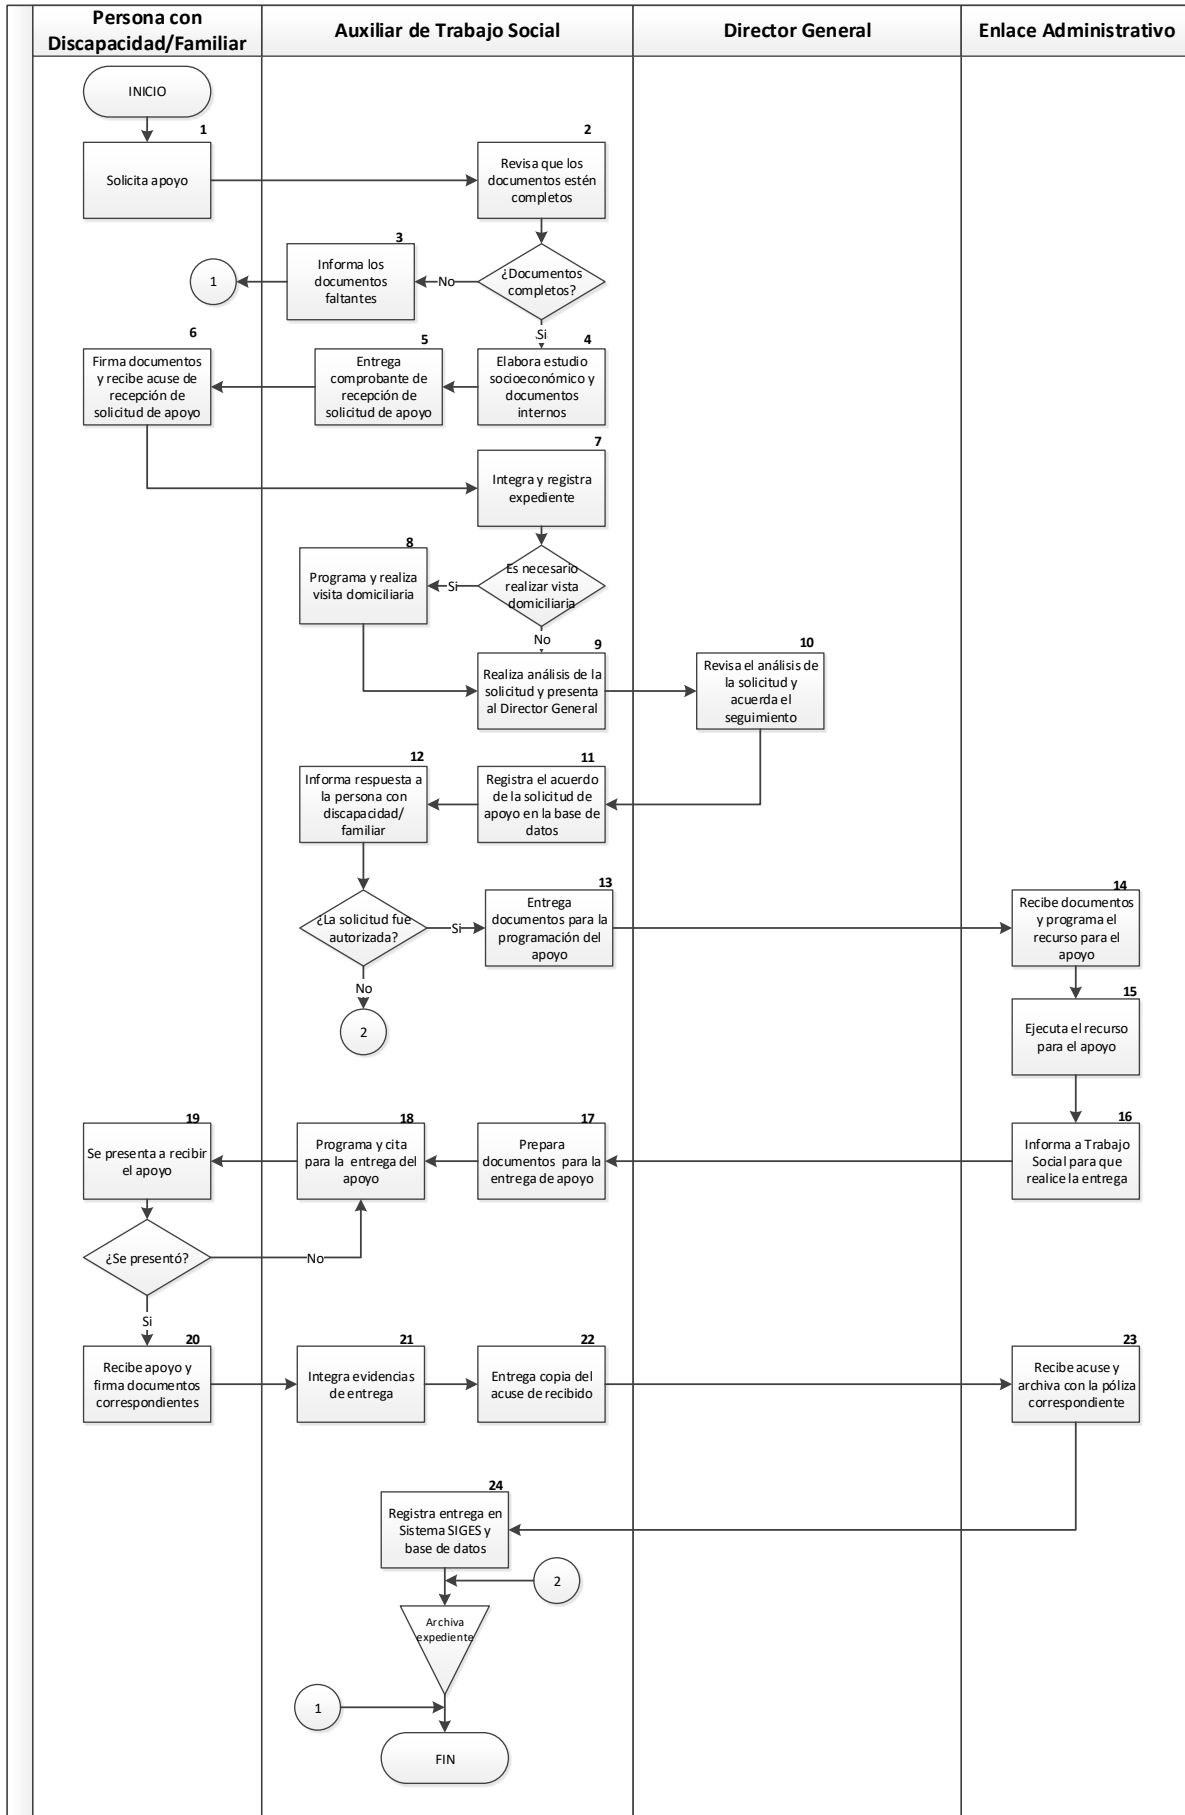 Persona con
Discapacidad/Familiar
Auxiliar de Trabajo Social
Director General
Enlace Administrativo
INICIO
1
Solicita apoyo
2
Revisa que los
documentos estén
completos
¿Documentos
completos?
No
3
Informa los
documentos
faltantes
1
Si
4
Elabora estudio
socioeconómico y
documentos
internos
5
Entrega
comprobante de
recepción de
solicitud de apoyo
6
Firma documentos
y recibe acuse de
recepción de
solicitud de apoyo
7
Integra y registra
expediente
Es necesario
realizar vista
domiciliaria
Si
8
Programa y realiza
visita domiciliaria
No
9
Realiza análisis de la
solicitud y presenta
al Director General
10
Revisa el análisis de
la solicitud y
acuerda el
seguimiento
11
Registra el acuerdo
de la solicitud de
apoyo en la base de
datos
12
Informa respuesta a
la persona con
discapacidad/
familiar
¿La solicitud fue
autorizada?
Si
13
Entrega
documentos para la
programación del
apoyo
No
2
14
Recibe documentos
y programa el
recurso para el
apoyo
15
Ejecuta el recurso
para el apoyo
16
Informa a Trabajo
Social para que
realice la entrega
17
Prepara
documentos para la
entrega de apoyo
18
Programa y cita
para la entrega del
apoyo
19
Se presenta a recibir
el apoyo
¿Se presentó?
No
Si
20
Recibe apoyo y
firma documentos
correspondientes
21
Integra evidencias
de entrega
22
Entrega copia del
acuse de recibido
23
Recibe acuse y
archiva con la póliza
correspondiente
24
Registra entrega en
Sistema SIGES y
base de datos
2
Archiva
expediente
1
FIN